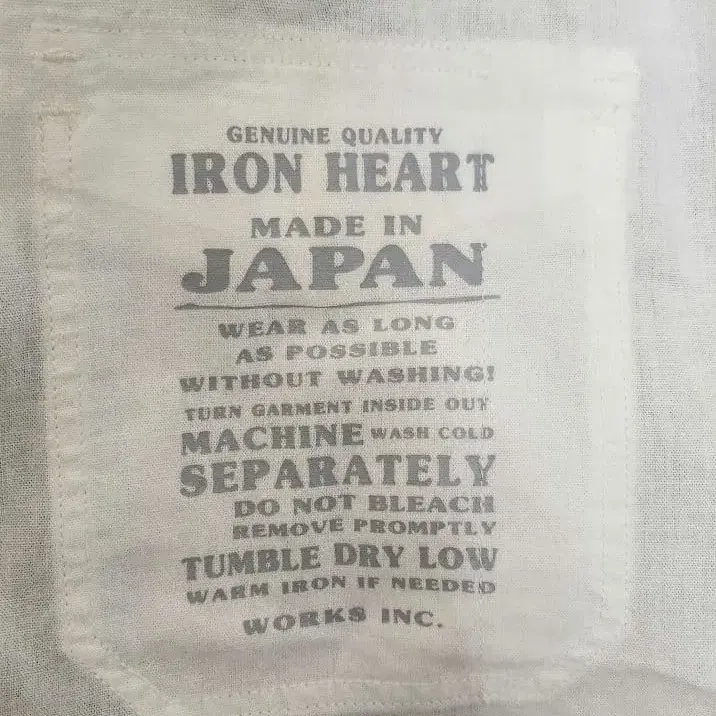 GENUINE QUALITY
IRON HEART
MADE IN
JAPAN
WEAR AS LONG
AS POSSIBLE
WITHOUT WASHING!
TURN GARMENT INSIDE OUT
MACHINE WASH COLD
SEPARATELY
DO NOT BLEACH
REMOVE PROMPTLY
TUMBLE DRY LOW
WARM IRON IF NEEDED
WORKS INC.